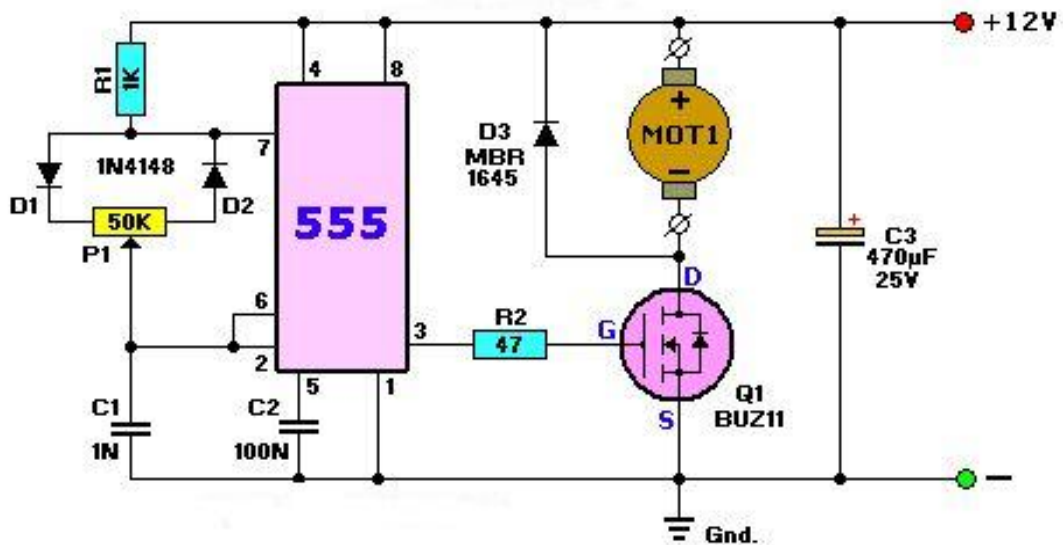 +12V
R1
1K
4
8
7
1N4148
D1
D2
50K
P1
555
D3
MBR
1645
+
MOT1
−
+
C3
470µF
25V
6
2
3
R2
47
G
D
S
Q1
BUZ11
5
1
C1
1N
C2
100N
−
Gnd.